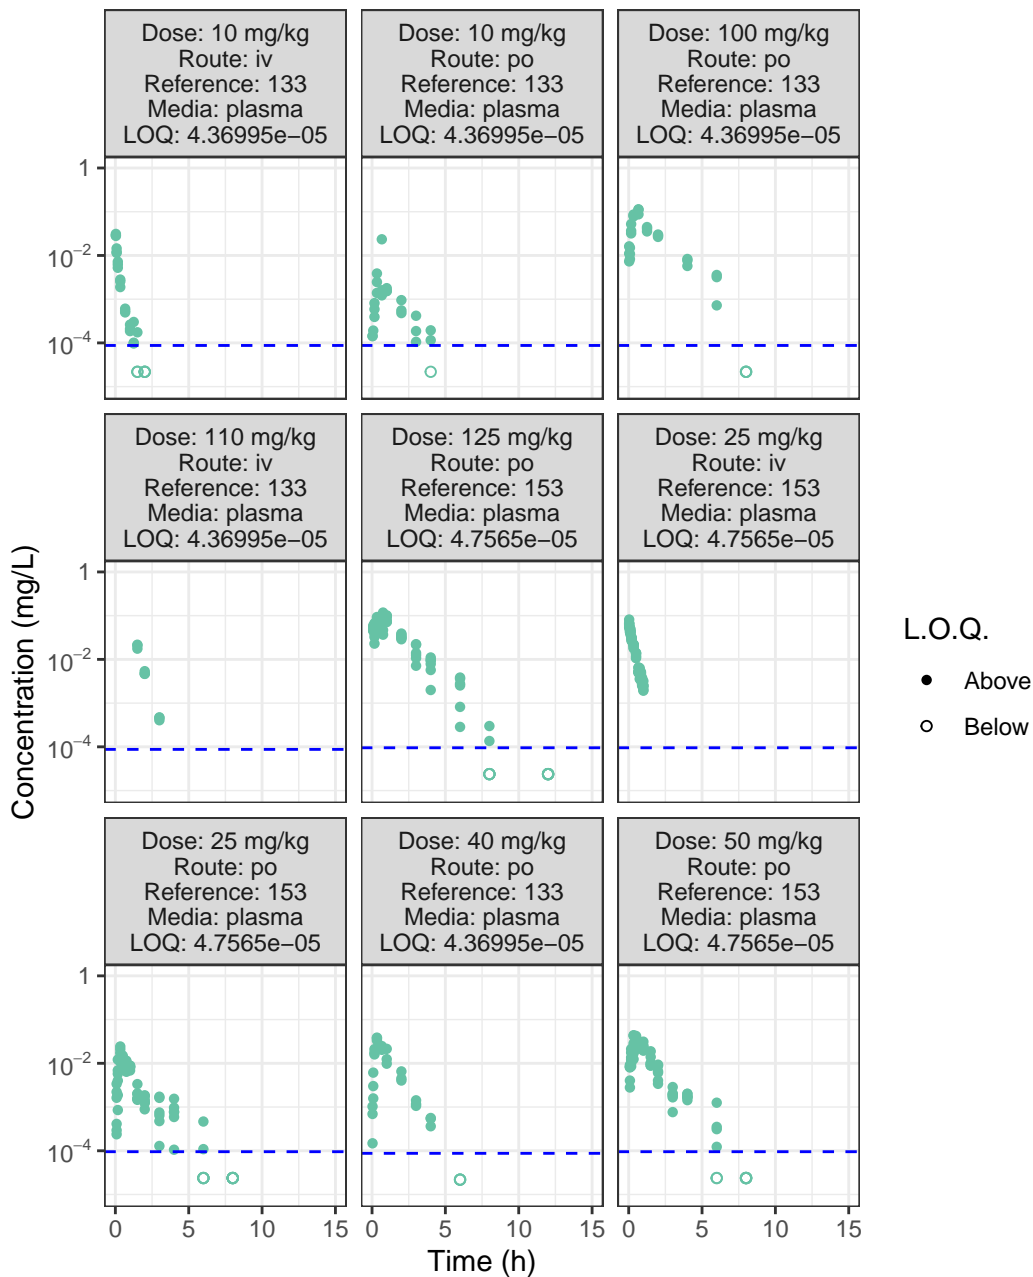 Dose: 10 mg/kg
Route: iv
Reference: 133
Media: plasma
LOQ: 4.36995e−05
Dose: 10 mg/kg
Route: po
Reference: 133
Media: plasma
LOQ: 4.36995e−05
Dose: 100 mg/kg
Route: po
Reference: 133
Media: plasma
LOQ: 4.36995e−05
1
10−2
10−4
Dose: 110 mg/kg
Route: iv
Reference: 133
Media: plasma
LOQ: 4.36995e−05
Dose: 125 mg/kg
Route: po
Reference: 153
Media: plasma
LOQ: 4.7565e−05
Dose: 25 mg/kg
Route: iv
Reference: 153
Media: plasma
LOQ: 4.7565e−05
1
10−2
10−4
Dose: 25 mg/kg
Route: po
Reference: 153
Media: plasma
LOQ: 4.7565e−05
Dose: 40 mg/kg
Route: po
Reference: 133
Media: plasma
LOQ: 4.36995e−05
Dose: 50 mg/kg
Route: po
Reference: 153
Media: plasma
LOQ: 4.7565e−05
1
10−2
10−4
0 5 10 15
0 5 10 15
0 5 10 15
Time (h)
Concentration (mg/L)
L.O.Q.
Above
Below